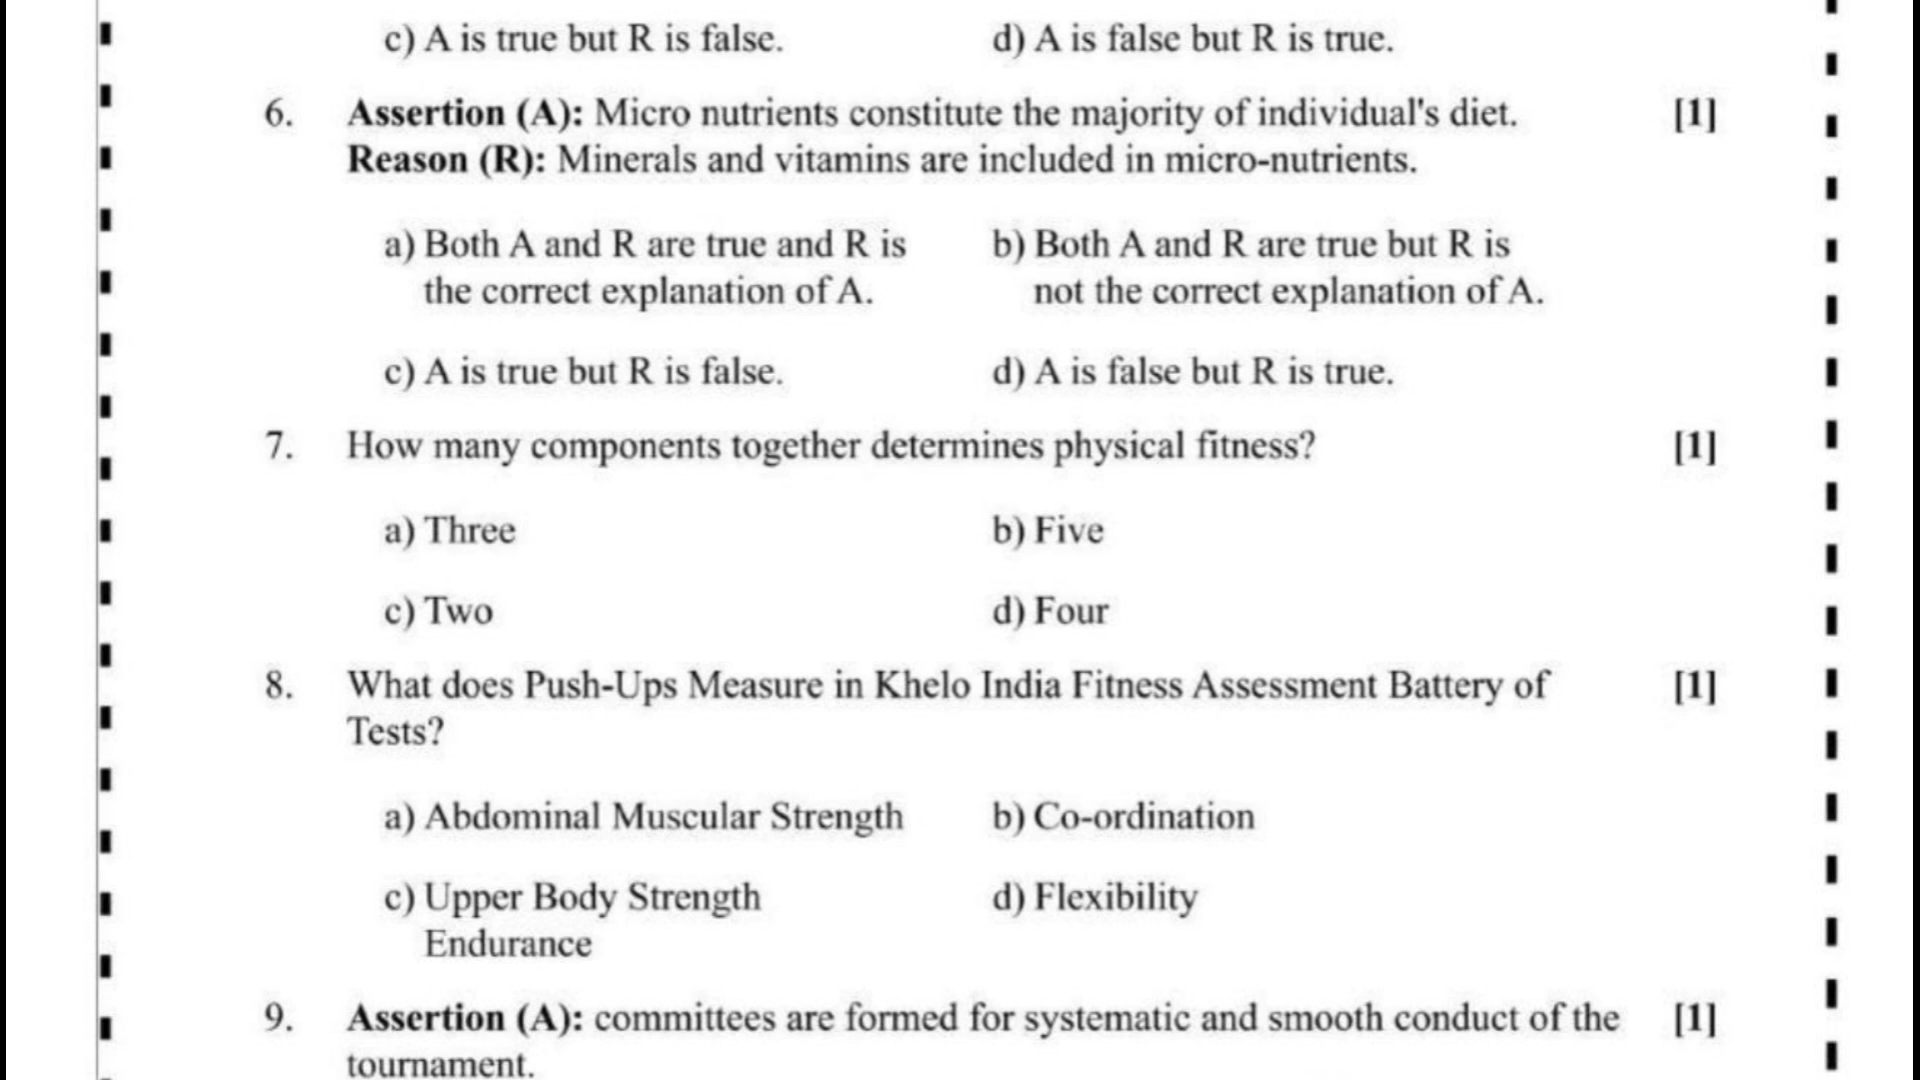 c) A is true but R is false. d) A is false but R is true.
6. Assertion (A): Micro nutrients constitute the majority of individual's diet. [1]
Reason (R): Minerals and vitamins are included in micro-nutrients.
a) Both A and R are true and R is b) Both A and R are true but R is
the correct explanation of A. not the correct explanation of A.
c) A is true but R is false. d) A is false but R is true.
7. How many components together determines physical fitness? [1]
a) Three b) Five
c) Two d) Four
8. What does Push-Ups Measure in Khelo India Fitness Assessment Battery of [1]
Tests?
a) Abdominal Muscular Strength b) Co-ordination
c) Upper Body Strength d) Flexibility
Endurance
9. Assertion (A): committees are formed for systematic and smooth conduct of the [1]
tournament.